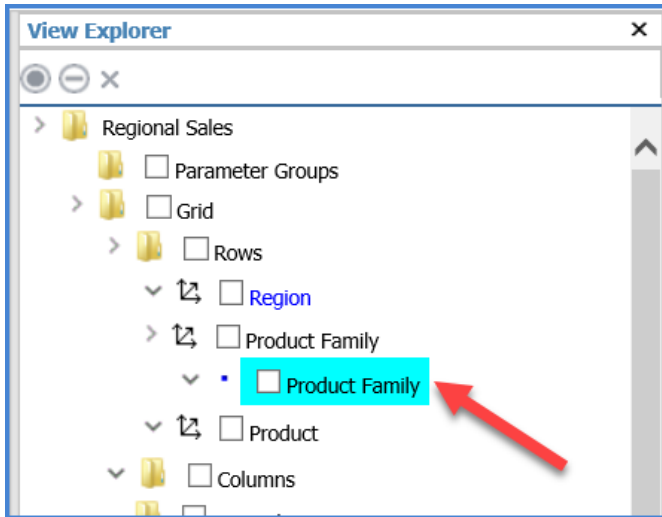 View Explorer
Regional Sales
Parameter Groups
Grid
Rows
Region
Product Family
Product Family
Product
Columns